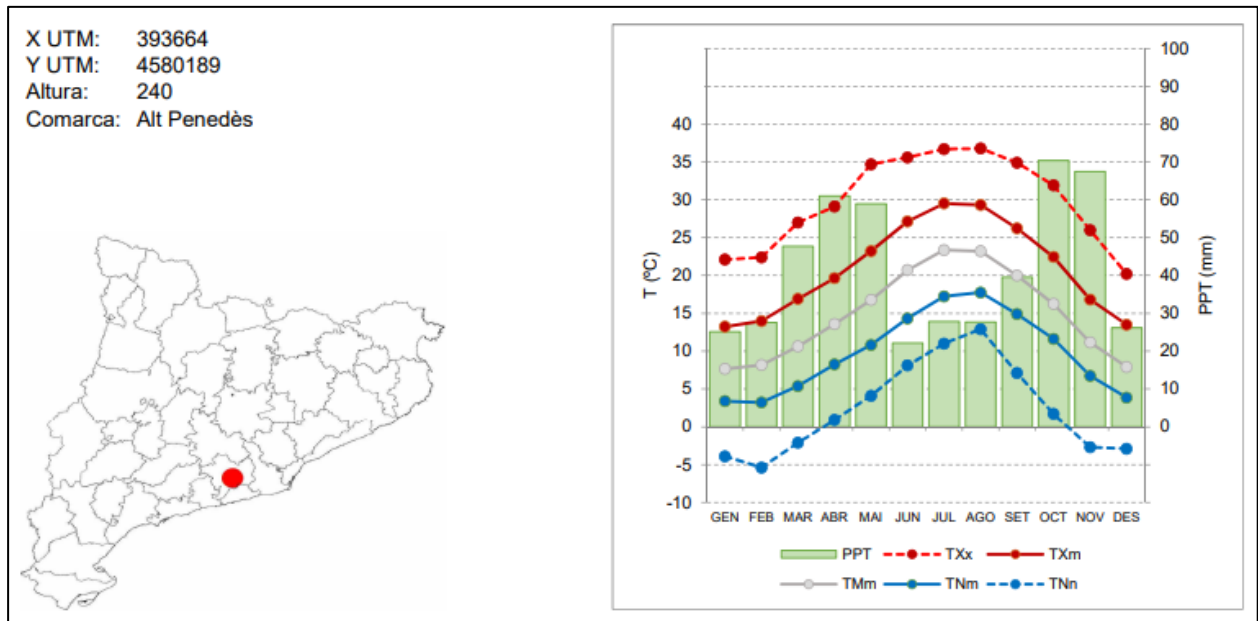 X UTM: 393664
Y UTM: 4580189
Altura: 240
Comarca: Alt Penedès
T (ºC)
40
35
30
25
20
15
10
5
0
-5
-10
100
90
80
70
60
50
40
30
20
10
0
PPT (mm)
GEN FEB MAR ABR MAI JUN JUL AGO SET OCT NOV DES
PPT TXx TXm
TMm TNm TNn